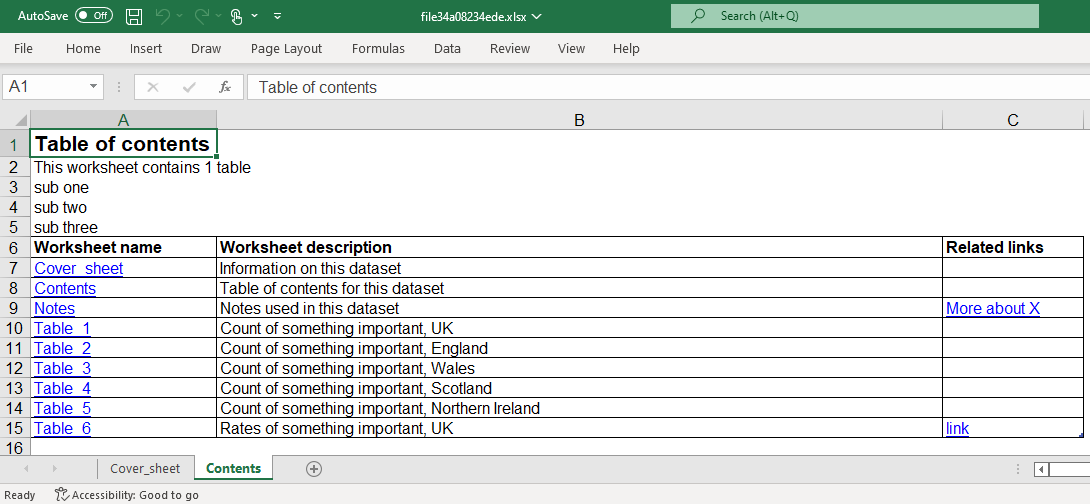 AutoSave Off file34a08234ede.xlsx Search (Alt+Q)
File Home Insert Draw Page Layout Formulas Data Review View Help
A1 fx Table of contents
A B C
1 Table of contents
2 This worksheet contains 1 table
3 sub one
4 sub two
5 sub three
6 Worksheet name Worksheet description Related links
7 Cover_sheet Information on this dataset
8 Contents Table of contents for this dataset
9 Notes Notes used in this dataset More about X
10 Table_1 Count of something important, UK
11 Table_2 Count of something important, England
12 Table_3 Count of something important, Wales
13 Table_4 Count of something important, Scotland
14 Table_5 Count of something important, Northern Ireland
15 Table_6 Rates of something important, UK link
16
Cover_sheet Contents
Ready Accessibility: Good to go